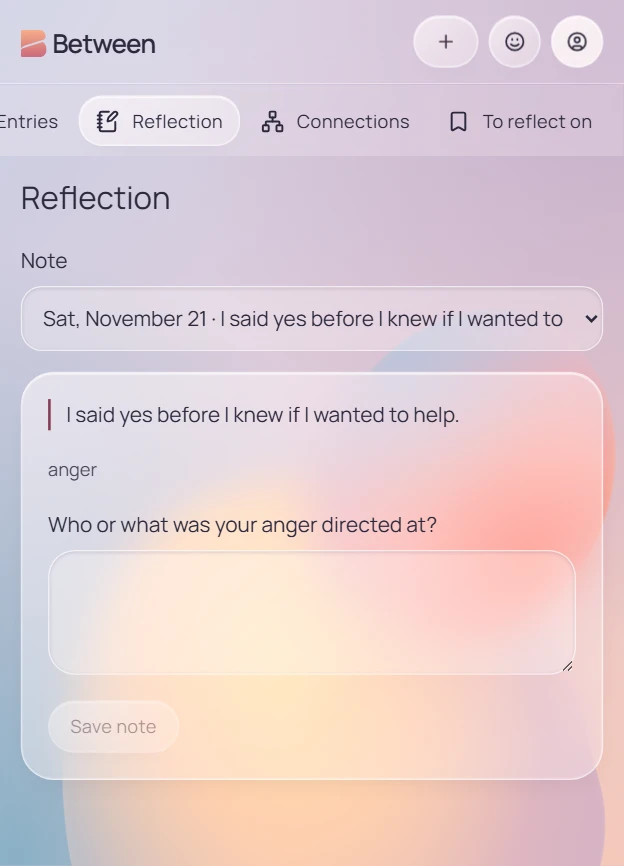 Between
Entries
Reflection
Connections
To reflect on
Reflection
Note
Sat, November 21 · I said yes before I knew if I wanted to
I said yes before I knew if I wanted to help.
anger
Who or what was your anger directed at?
Save note